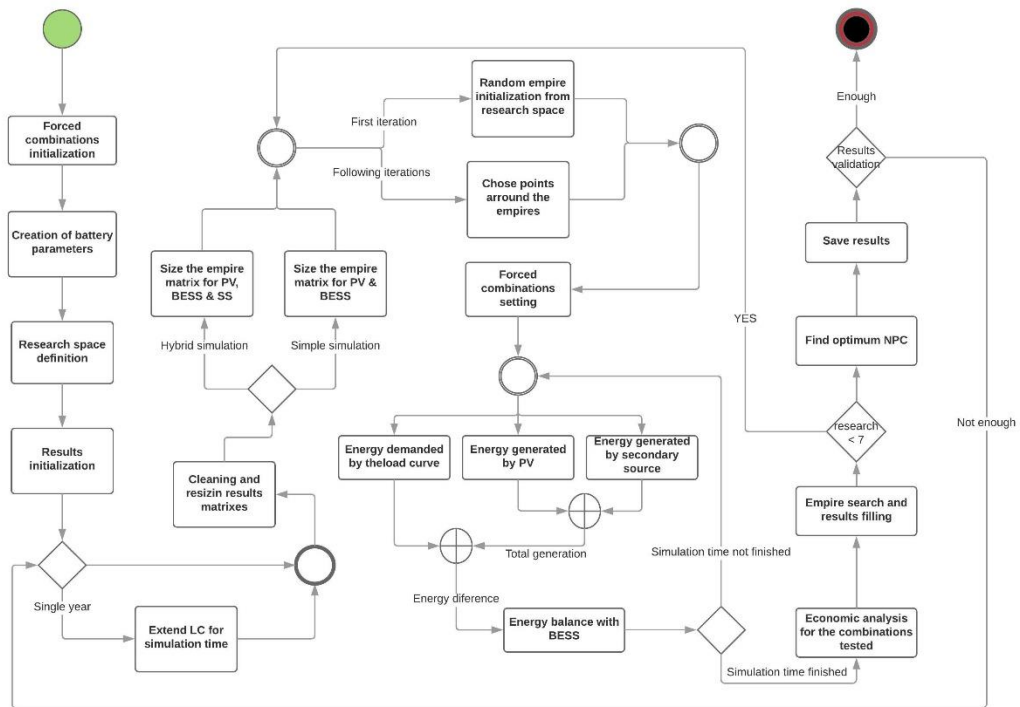 Forced
combinations
initialization
Creation of battery
parameters
Research space
definition
Results
initialization
Single year
Extend LC for
simulation time
Cleaning and
resizin results
matrixes
Hybrid simulation
Simple simulation
Size the empire
matrix for PV,
BESS & SS
Size the empire
matrix for PV &
BESS
First iteration
Following iterations
Random empire
initialization from
research space
Chose points
arround the
empires
Forced
combinations
setting
Energy demanded
by theload curve
Energy generated
by PV
Energy generated
by secondary
source
Total generation
Energy diference
Energy balance with
BESS
Simulation time not finished
Simulation time finished
Economic analysis
for the combinations
tested
Empire search and
results filling
research
< 7
YES
Find optimum NPC
Save results
Results
validation
Enough
Not enough